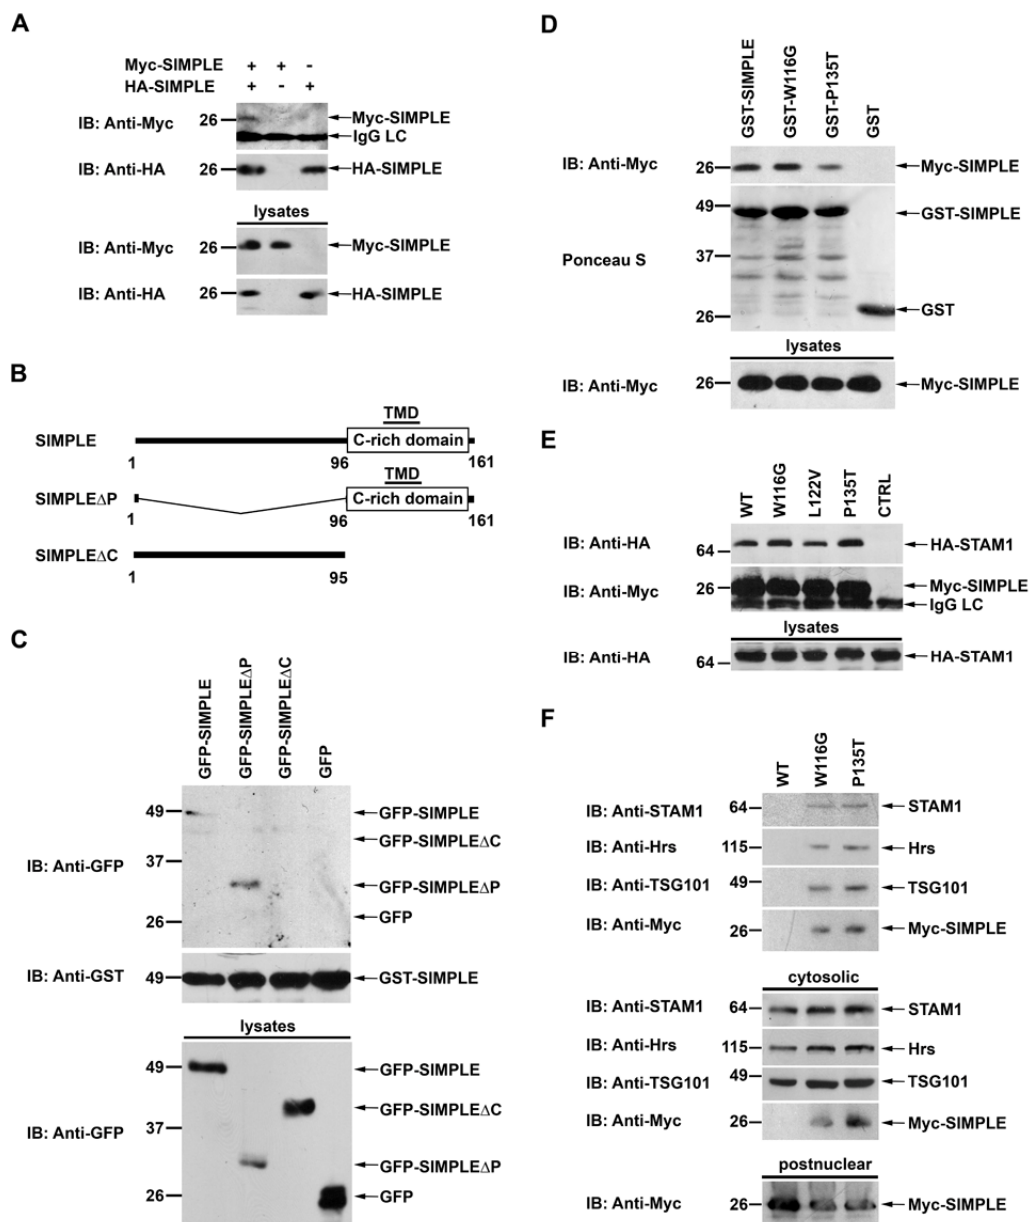 A
Myc-SIMPLE + + -
HA-SIMPLE + - +
IB: Anti-Myc 26 Myc-SIMPLE
IgG LC
IB: Anti-HA 26 HA-SIMPLE
lysates
IB: Anti-Myc 26 Myc-SIMPLE
IB: Anti-HA 26 HA-SIMPLE
B
TMD
SIMPLE C-rich domain
1 96 161
TMD
SIMPLEΔP C-rich domain
1 96 161
SIMPLEΔC
1 95
C
GFP-SIMPLE
GFP-SIMPLEΔP
GFP-SIMPLEΔC
GFP
49 GFP-SIMPLE
GFP-SIMPLEΔC
37
IB: Anti-GFP
GFP-SIMPLEΔP
26 GFP
IB: Anti-GST 49 GST-SIMPLE
lysates
49 GFP-SIMPLE
GFP-SIMPLEΔC
37
IB: Anti-GFP
GFP-SIMPLEΔP
26 GFP
D
GST-SIMPLE
GST-W116G
GST-P135T
GST
IB: Anti-Myc 26 Myc-SIMPLE
49 GST-SIMPLE
37
Ponceau S
26 GST
lysates
IB: Anti-Myc 26 Myc-SIMPLE
E
WT
W116G
L122V
P135T
CTRL
IB: Anti-HA 64 HA-STAM1
IB: Anti-Myc 26 Myc-SIMPLE
IgG LC
lysates
IB: Anti-HA 64 HA-STAM1
F
WT
W116G
P135T
IB: Anti-STAM1 64 STAM1
IB: Anti-Hrs 115 Hrs
IB: Anti-TSG101 49 TSG101
IB: Anti-Myc 26 Myc-SIMPLE
cytosolic
IB: Anti-STAM1 64 STAM1
IB: Anti-Hrs 115 Hrs
IB: Anti-TSG101 49 TSG101
IB: Anti-Myc 26 Myc-SIMPLE
postnuclear
IB: Anti-Myc 26 Myc-SIMPLE